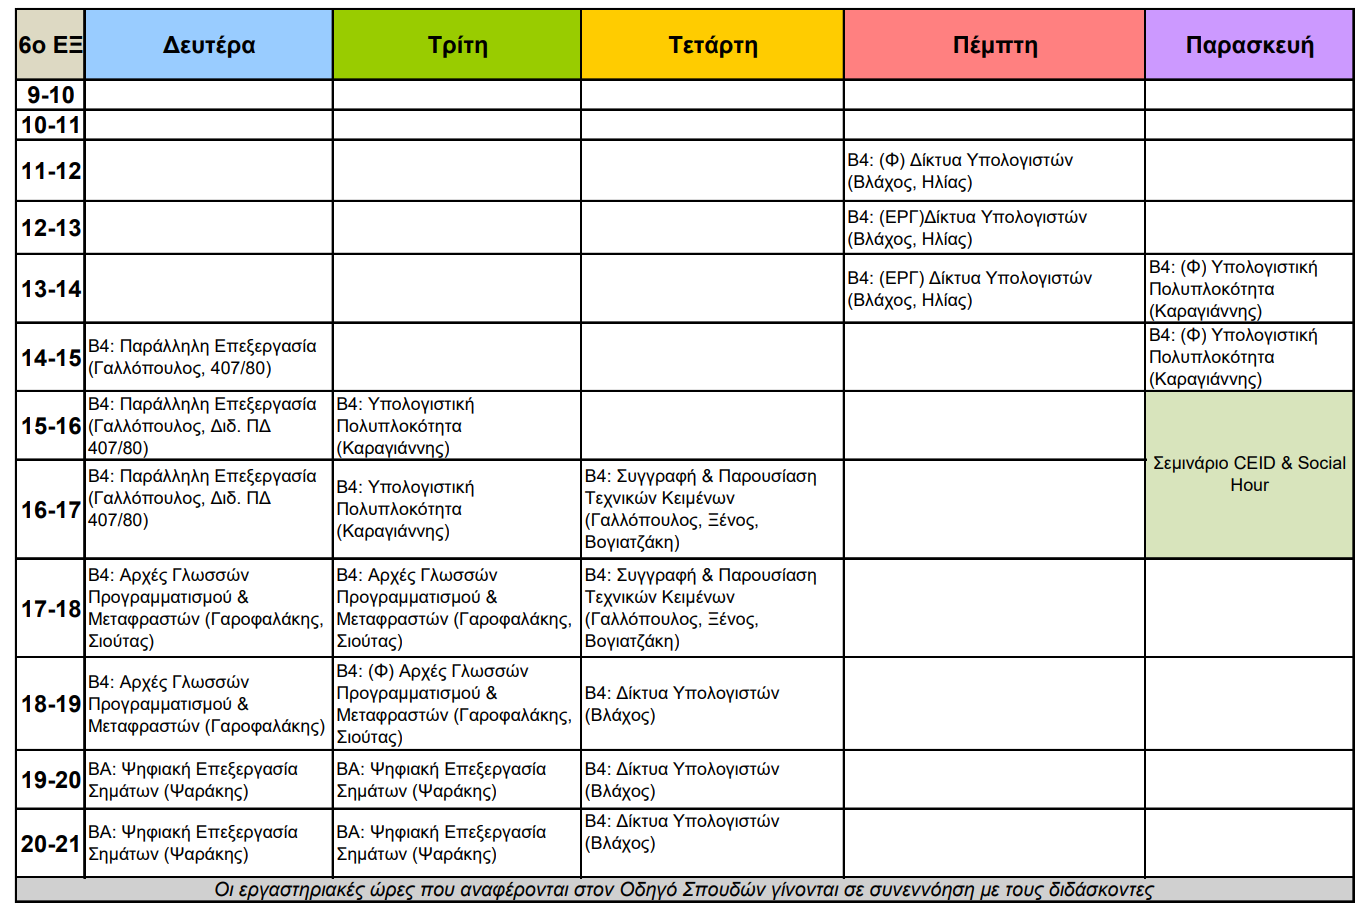 6ο ΕΞ Δευτέρα Τρίτη Τετάρτη Πέμπτη Παρασκευή
9-10
10-11
11-12
Β4: (Φ) Δίκτυα Υπολογιστών
(Βλάχος, Ηλίας)
12-13
Β4: (ΕΡΓ)Δίκτυα Υπολογιστών
(Βλάχος, Ηλίας)
13-14
Β4: (ΕΡΓ) Δίκτυα Υπολογιστών
(Βλάχος, Ηλίας)
Β4: (Φ) Υπολογιστική
Πολυπλοκότητα
(Καραγιάννης)
14-15
Β4: Παράλληλη Επεξεργασία
(Γαλλόπουλος, 407/80)
Β4: (Φ) Υπολογιστική
Πολυπλοκότητα
(Καραγιάννης)
15-16
Β4: Παράλληλη Επεξεργασία
(Γαλλόπουλος, Διδ. ΠΔ
407/80)
Β4: Υπολογιστική
Πολυπλοκότητα
(Καραγιάννης)
Σεμινάριο CEID & Social
Hour
16-17
Β4: Παράλληλη Επεξεργασία
(Γαλλόπουλος, Διδ. ΠΔ
407/80)
Β4: Υπολογιστική
Πολυπλοκότητα
(Καραγιάννης)
Β4: Συγγραφή & Παρουσίαση
Τεχνικών Κειμένων
(Γαλλόπουλος, Ξένος,
Βογιατζάκη)
17-18
Β4: Αρχές Γλωσσών
Προγραμματισμού &
Μεταφραστών (Γαροφαλάκης,
Σιούτας)
Β4: Αρχές Γλωσσών
Προγραμματισμού &
Μεταφραστών (Γαροφαλάκης,
Σιούτας)
Β4: Συγγραφή & Παρουσίαση
Τεχνικών Κειμένων
(Γαλλόπουλος, Ξένος,
Βογιατζάκη)
18-19
Β4: Αρχές Γλωσσών
Προγραμματισμού &
Μεταφραστών (Γαροφαλάκης)
Β4: (Φ) Αρχές Γλωσσών
Προγραμματισμού &
Μεταφραστών (Γαροφαλάκης,
Σιούτας)
Β4: Δίκτυα Υπολογιστών
(Βλάχος)
19-20
ΒΑ: Ψηφιακή Επεξεργασία
Σημάτων (Ψαράκης)
ΒΑ: Ψηφιακή Επεξεργασία
Σημάτων (Ψαράκης)
Β4: Δίκτυα Υπολογιστών
(Βλάχος)
20-21
ΒΑ: Ψηφιακή Επεξεργασία
Σημάτων (Ψαράκης)
ΒΑ: Ψηφιακή Επεξεργασία
Σημάτων (Ψαράκης)
Β4: Δίκτυα Υπολογιστών
(Βλάχος)
Οι εργαστηριακές ώρες που αναφέρονται στον Οδηγό Σπουδών γίνονται σε συνεννόηση με τους διδάσκοντες